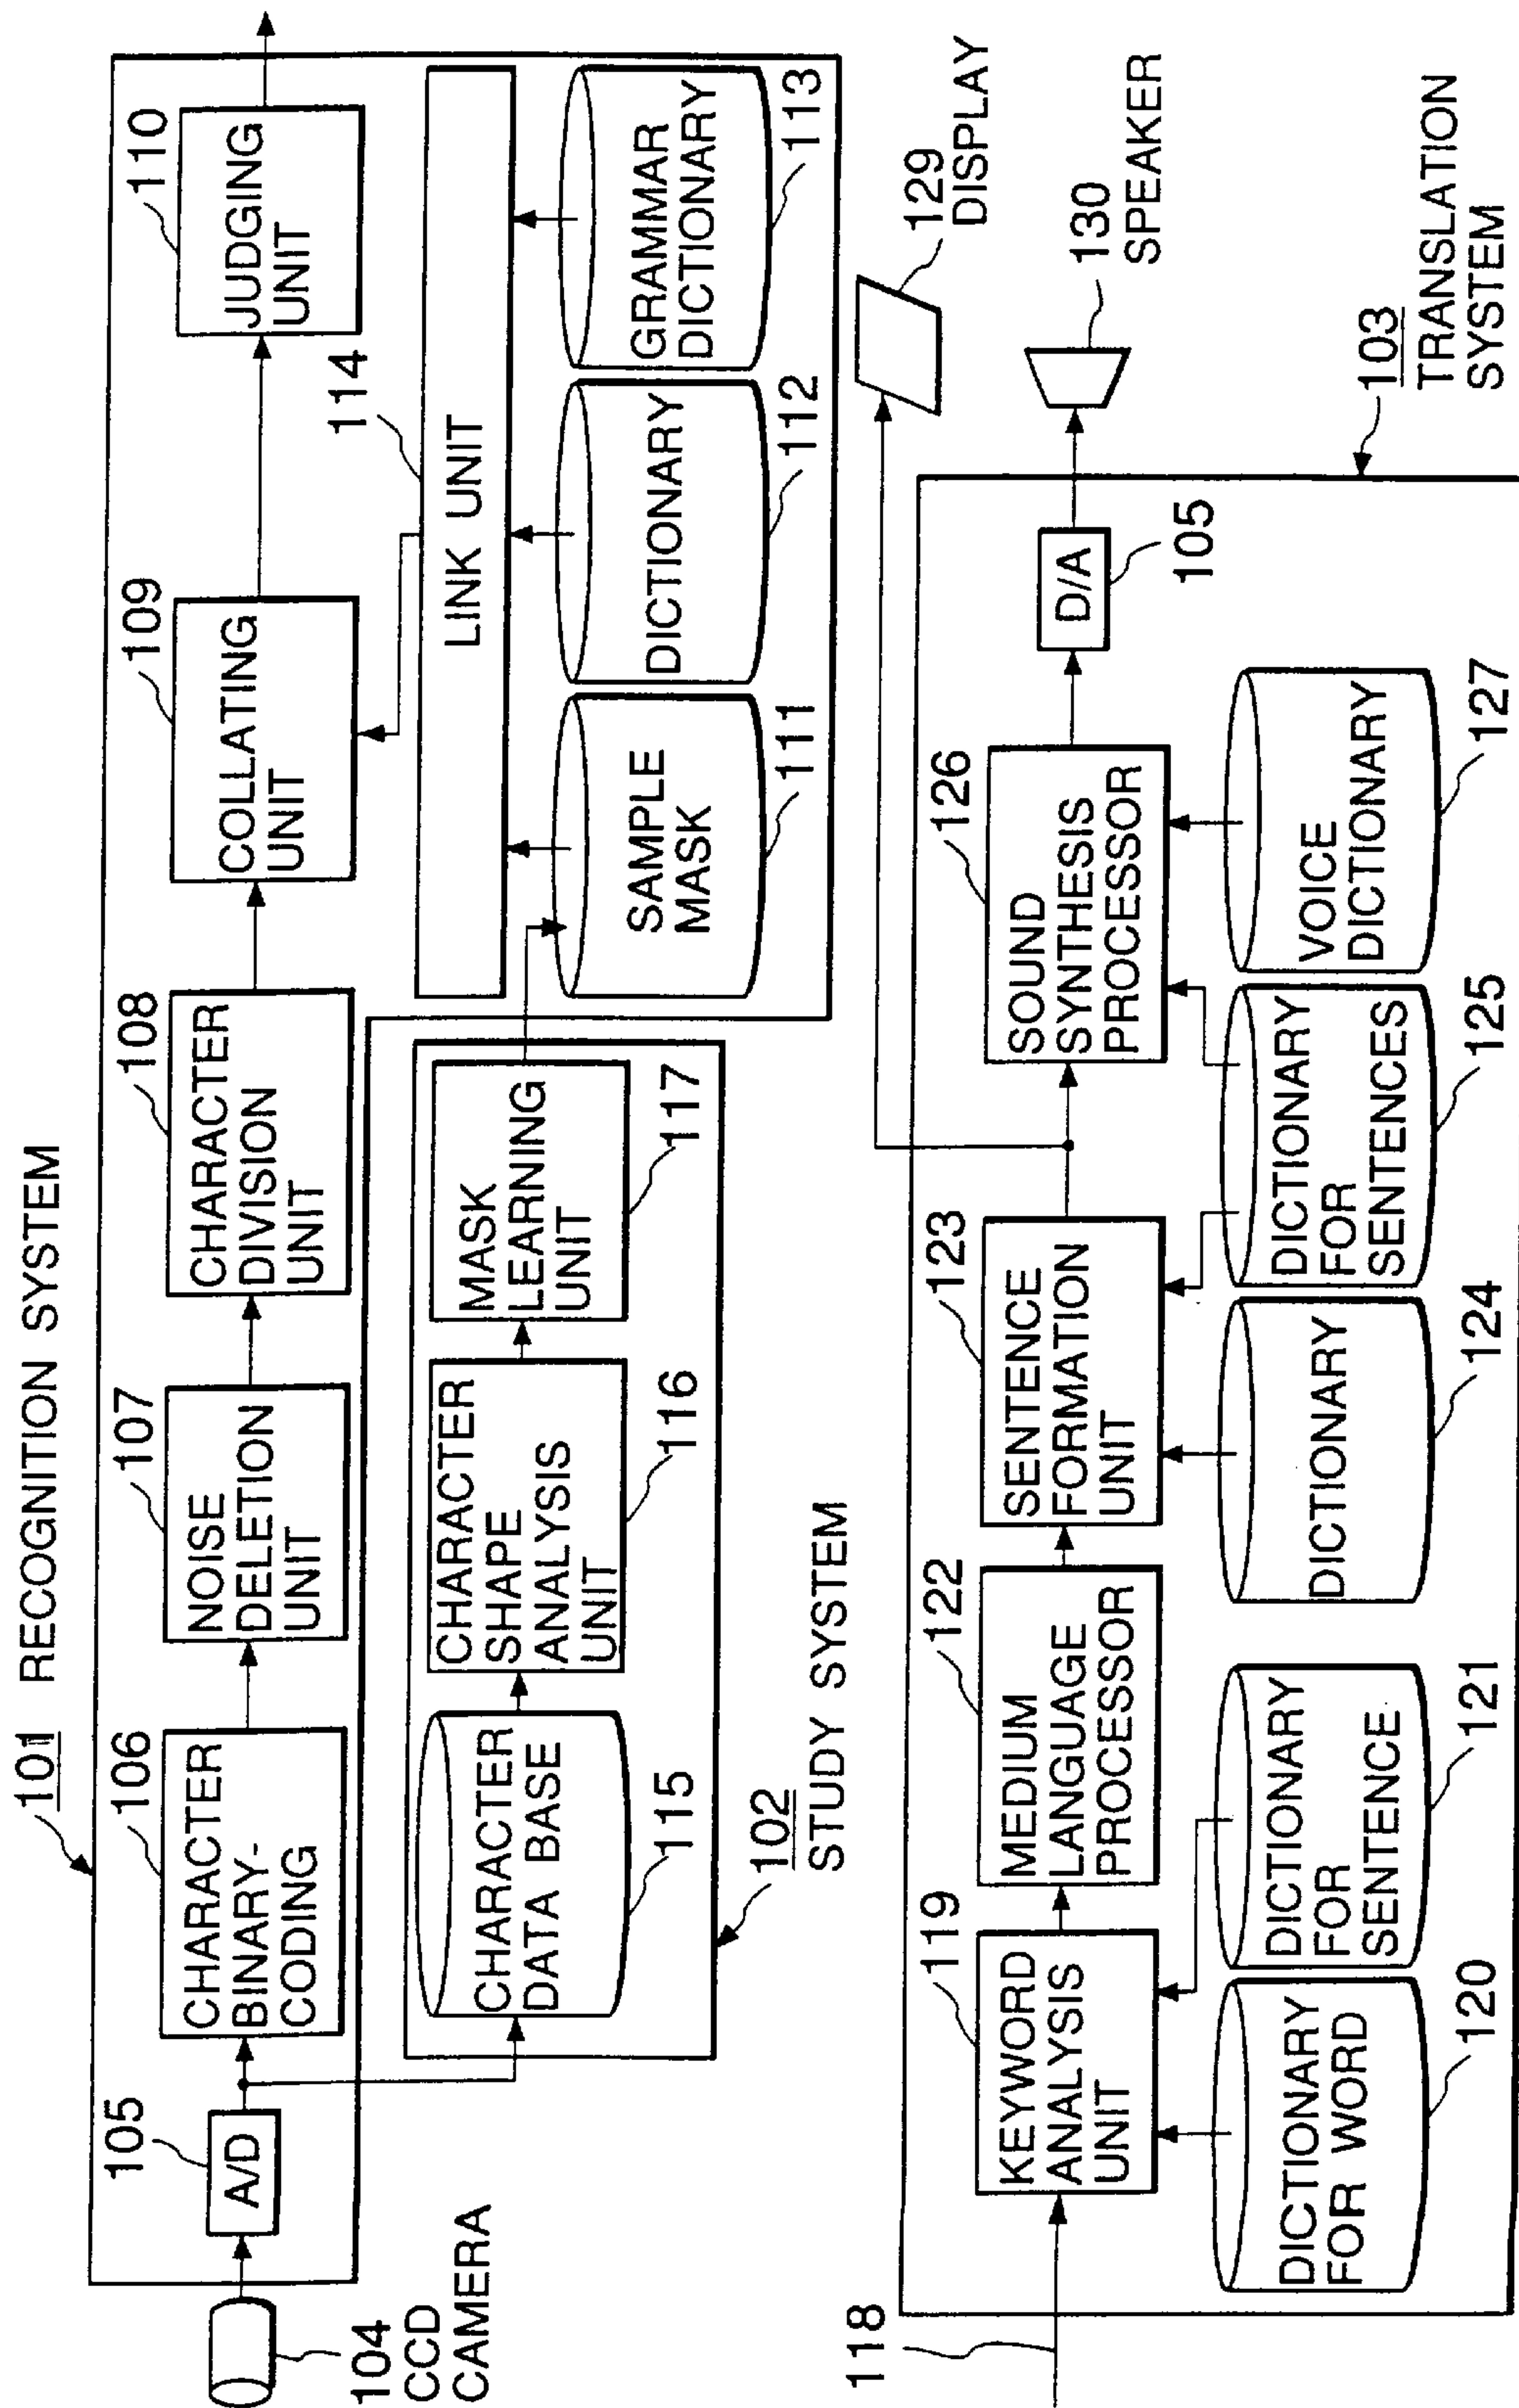 101 RECOGNITION SYSTEM
104
CCD
CAMERA
105
A/D
106
CHARACTER
BINARY-
CODING
107
NOISE
DELETION
UNIT
108
CHARACTER
DIVISION
UNIT
109
COLLATING
UNIT
110
JUDGING
UNIT
114
LINK UNIT
SAMPLE
MASK
111
DICTIONARY
112
GRAMMAR
DICTIONARY
113
CHARACTER
DATA BASE
115
CHARACTER
SHAPE
ANALYSIS
UNIT
116
MASK
LEARNING
UNIT
117
102
STUDY SYSTEM
118
119
KEYWORD
ANALYSIS
UNIT
122
MEDIUM
LANGUAGE
PROCESSOR
123
SENTENCE
FORMATION
UNIT
126
SOUND
SYNTHESIS
PROCESSOR
D/A
105
129
DISPLAY
130
SPEAKER
DICTIONARY
FOR WORD
120
DICTIONARY
FOR
SENTENCE
121
DICTIONARY
124
DICTIONARY
FOR
SENTENCES
125
VOICE
DICTIONARY
127
103
TRANSLATION
SYSTEM